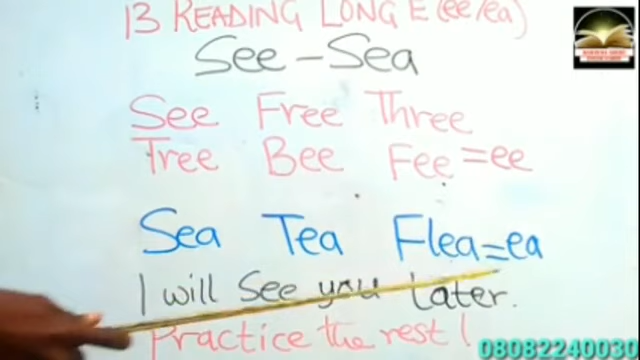 13 READING LONG E (ee/ea)
See - Sea
See Free Three
Tree Bee Fee = ee
Sea Tea Flea = ea
I will See you Later.
Practice the rest!
08082240030